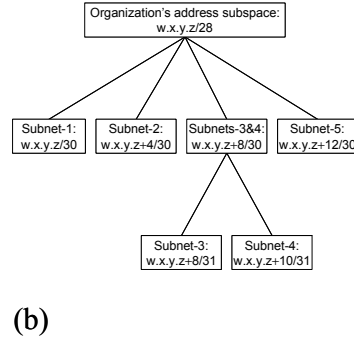 Organization's address subspace:
w.x.y.z/28
Subnet-1:
w.x.y.z/30
Subnet-2:
w.x.y.z+4/30
Subnets-3&4:
w.x.y.z+8/30
Subnet-5:
w.x.y.z+12/30
Subnet-3:
w.x.y.z+8/31
Subnet-4:
w.x.y.z+10/31
(b)